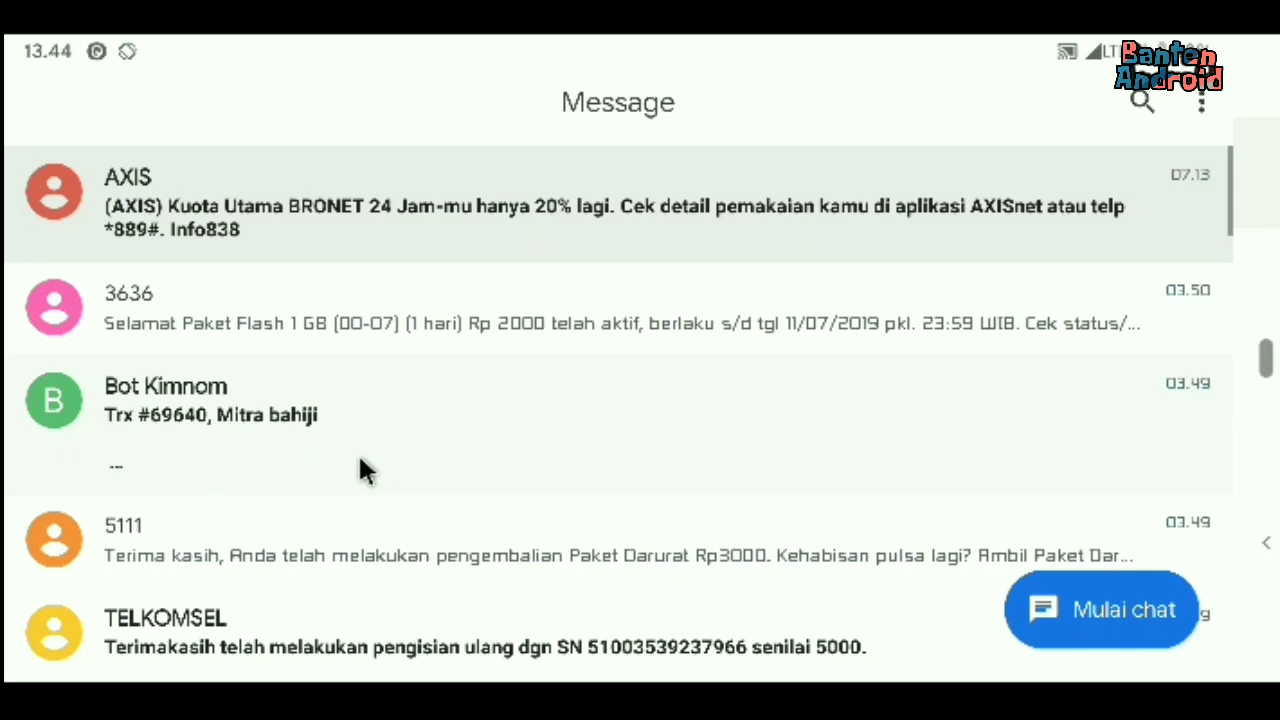 13.44
LT
Banten
Android
Message
AXIS
07.13
(AXIS) Kuota Utama BRONET 24 Jam-mu hanya 20% lagi. Cek detail pemakaian kamu di aplikasi AXISnet atau telp
*889#. Info838
3636
03.50
Selamat Paket Flash 1 GB (00-07) (1 hari) Rp 2000 telah aktif, berlaku s/d tgl 11/07/2019 pkl. 23:59 WIB. Cek status/...
B
Bot Kimnom
03.49
Trx #69640, Mitra bahiji
...
5111
03.49
Terima kasih, Anda telah melakukan pengembalian Paket Darurat Rp3000. Kehabisan pulsa lagi? Ambil Paket Dar...
TELKOMSEL
9
Terimakasih telah melakukan pengisian ulang dgn SN 51003539237966 senilai 5000.
Mulai chat